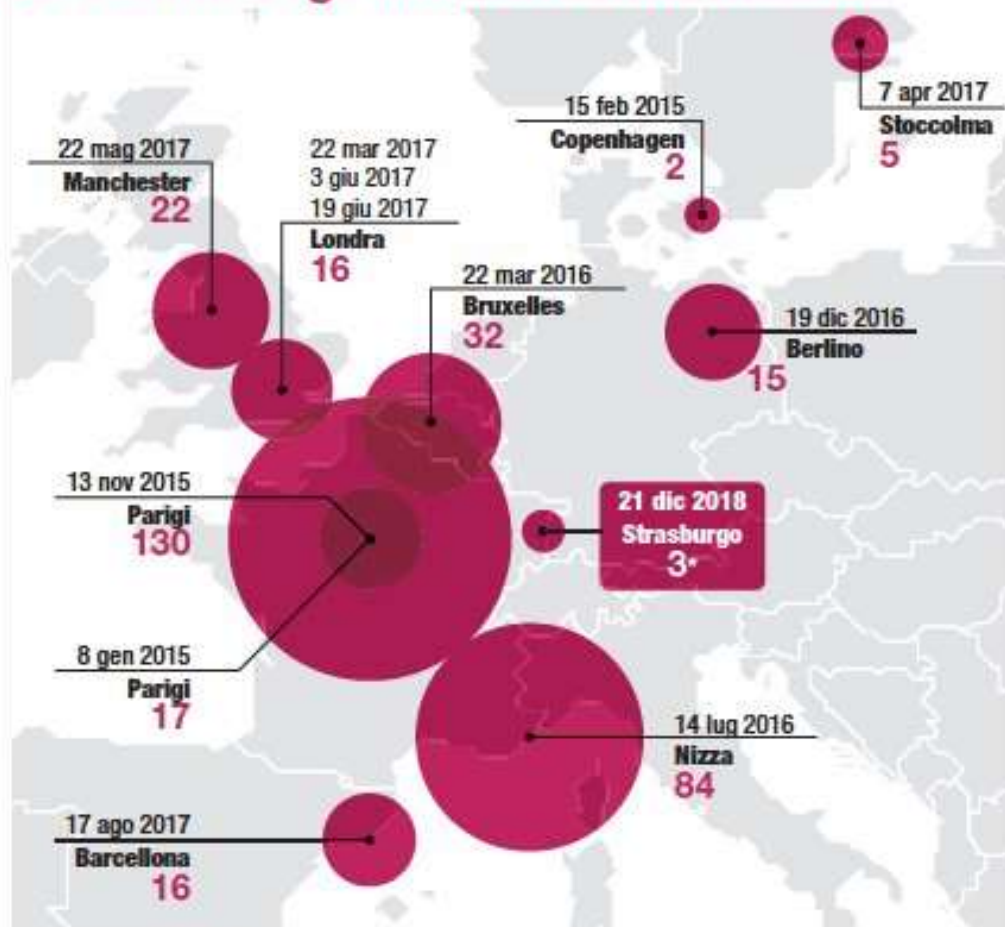 7 apr 2017
Stoccolma
5
15 feb 2015
Copenhagen
2
22 mag 2017
Manchester
22
22 mar 2017
3 giu 2017
19 giu 2017
Londra
16
22 mar 2016
Bruxelles
32
19 dic 2016
Berlino
15
13 nov 2015
Parigi
130
21 dic 2018
Strasburgo
3*
8 gen 2015
Parigi
17
14 lug 2016
Nizza
84
17 ago 2017
Barcellona
16